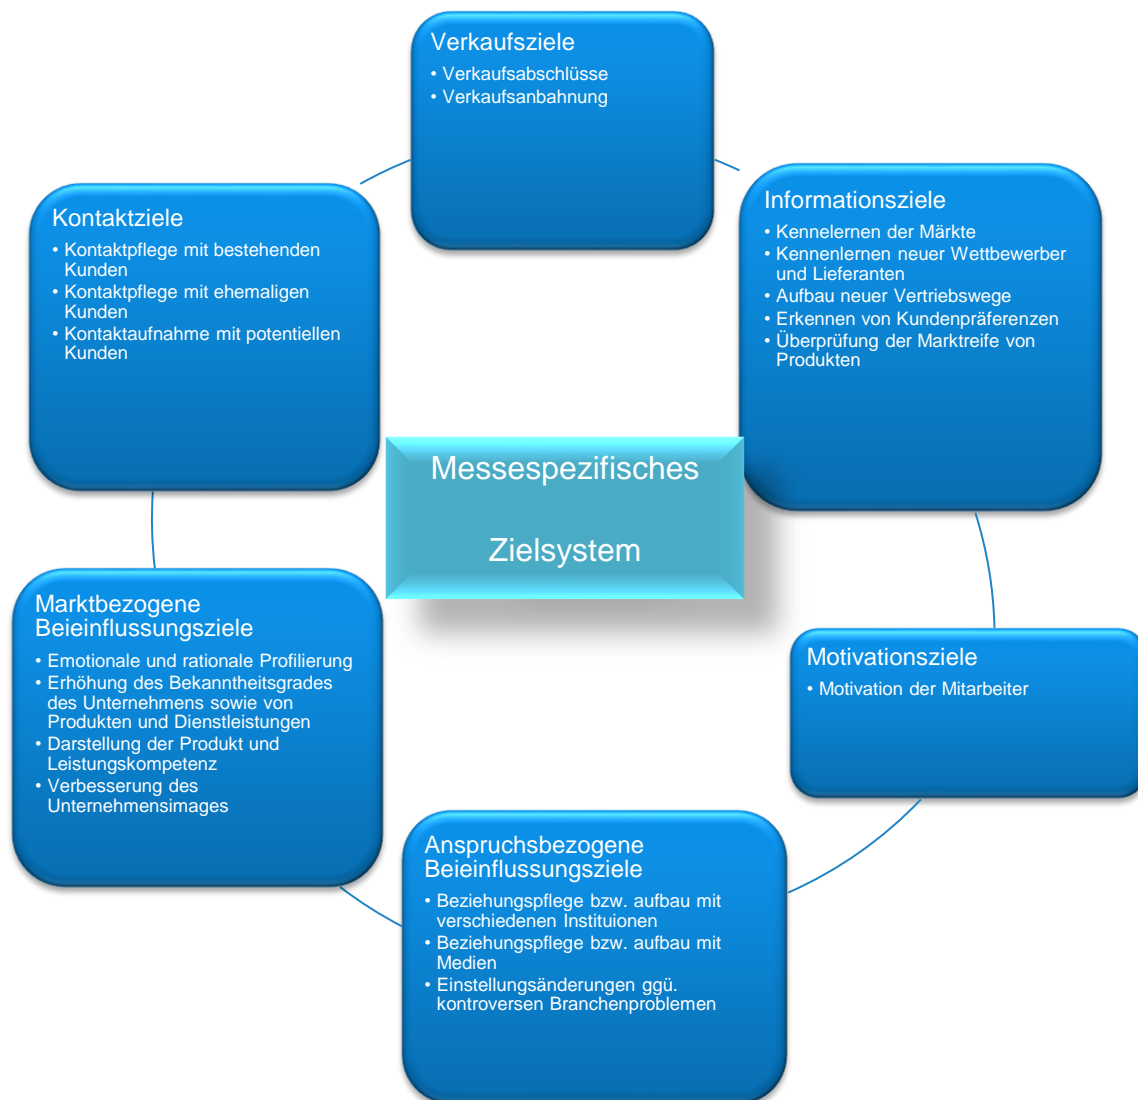 Verkaufsziele
• Verkaufsabschlüsse
• Verkaufsanbahnung
Informationsziele
• Kennelernen der Märkte
• Kennenlernen neuer Wettbewerber
und Lieferanten
• Aufbau neuer Vertriebswege
• Erkennen von Kundenpräferenzen
• Überprüfung der Marktreife von
Produkten
Motivationsziele
• Motivation der Mitarbeiter
Anspruchsbezogene
Beieinflussungsziele
• Beziehungspflege bzw. aufbau mit
verschiedenen Instituionen
• Beziehungspflege bzw. aufbau mit
Medien
• Einstellungsänderungen ggü.
kontroversen Branchenproblemen
Marktbezogene
Beieinflussungsziele
• Emotionale und rationale Profilierung
• Erhöhung des Bekanntheitsgrades
des Unternehmens sowie von
Produkten und Dienstleistungen
• Darstellung der Produkt und
Leistungskompetenz
• Verbesserung des
Unternehmensimages
Kontaktziele
• Kontaktpflege mit bestehenden
Kunden
• Kontaktpflege mit ehemaligen
Kunden
• Kontaktaufnahme mit potentiellen
Kunden
Messespezifisches
Zielsystem